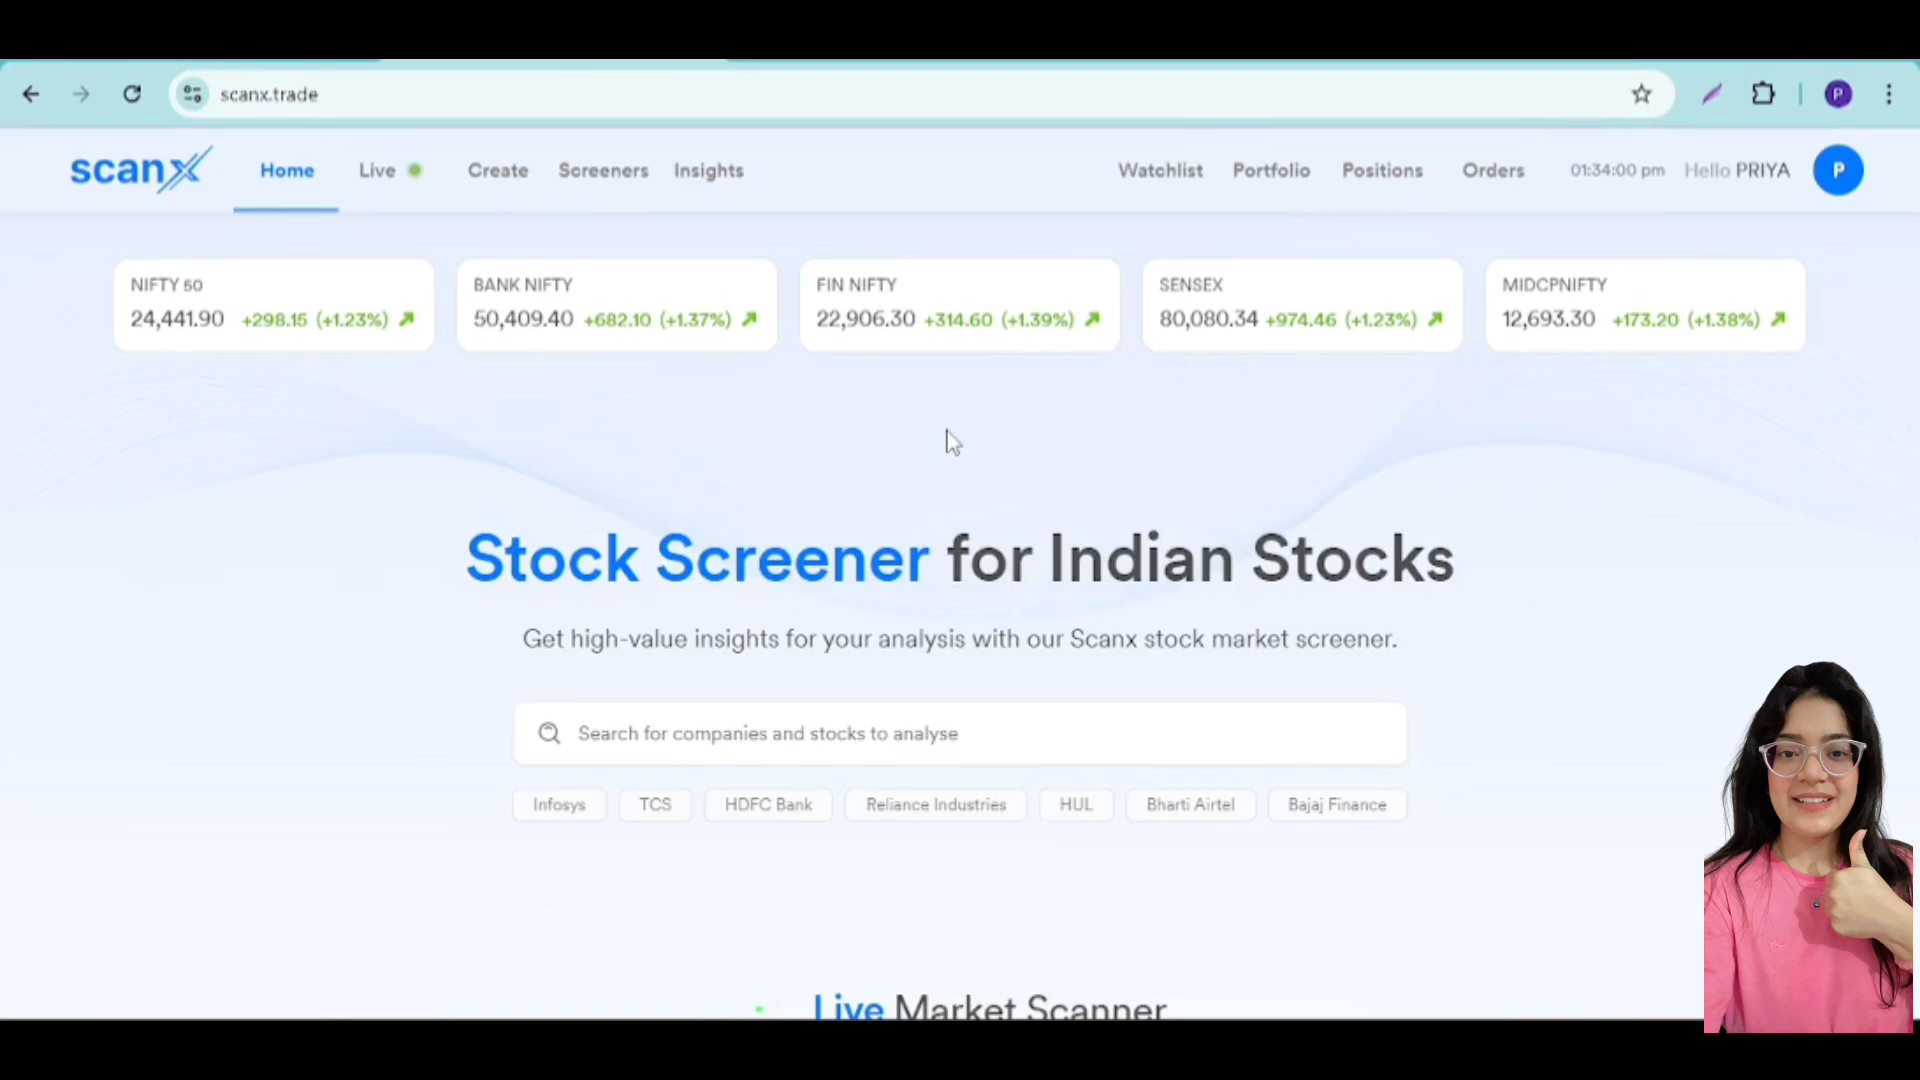 scanx.trade
P
scanx Home Live Create Screeners Insights Watchlist Portfolio Positions Orders 01:34:00 pm Hello PRIYA P
NIFTY 50 BANK NIFTY FIN NIFTY SENSEX MIDCPNIFTY
24,441.90 +298.15 (+1.23%) 50,409.40 +682.10 (+1.37%) 22,906.30 +314.60 (+1.39%) 80,080.34 +974.46 (+1.23%) 12,693.30 +173.20 (+1.38%)
Stock Screener for Indian Stocks
Get high-value insights for your analysis with our Scanx stock market screener.
Search for companies and stocks to analyse
Infosys TCS HDFC Bank Reliance Industries HUL Bharti Airtel Bajaj Finance
Live Market Scanner